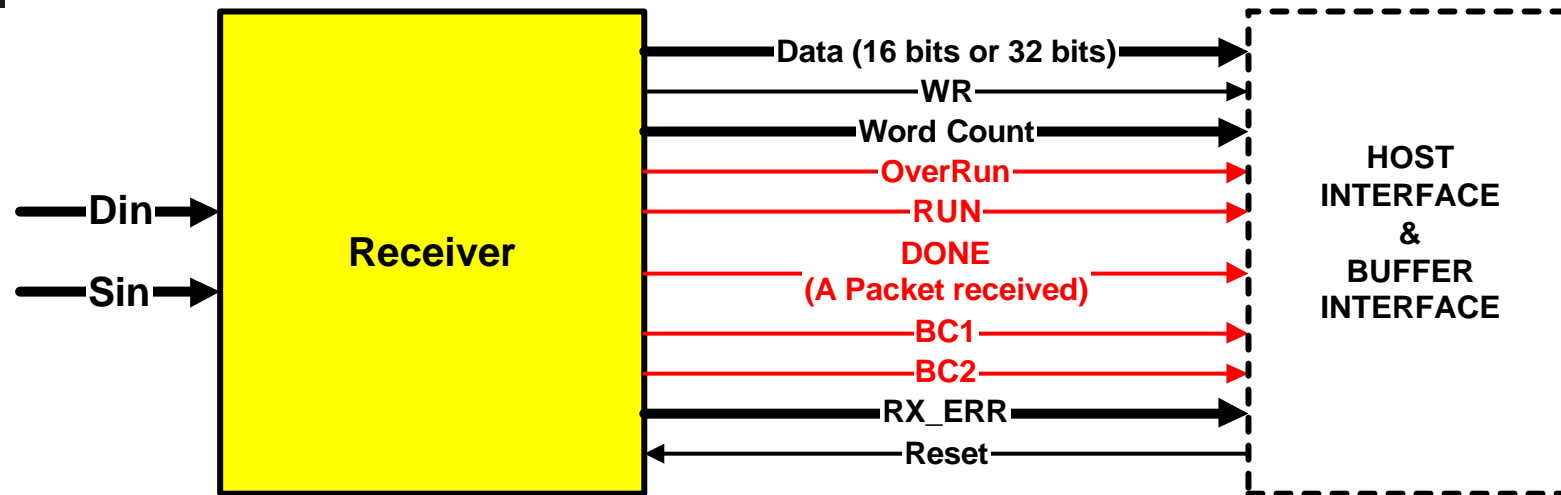 Din
Sin
Receiver
Data (16 bits or 32 bits)
WR
Word Count
OverRun
RUN
DONE
(A Packet received)
BC1
BC2
RX_ERR
Reset
HOST
INTERFACE
&
BUFFER
INTERFACE